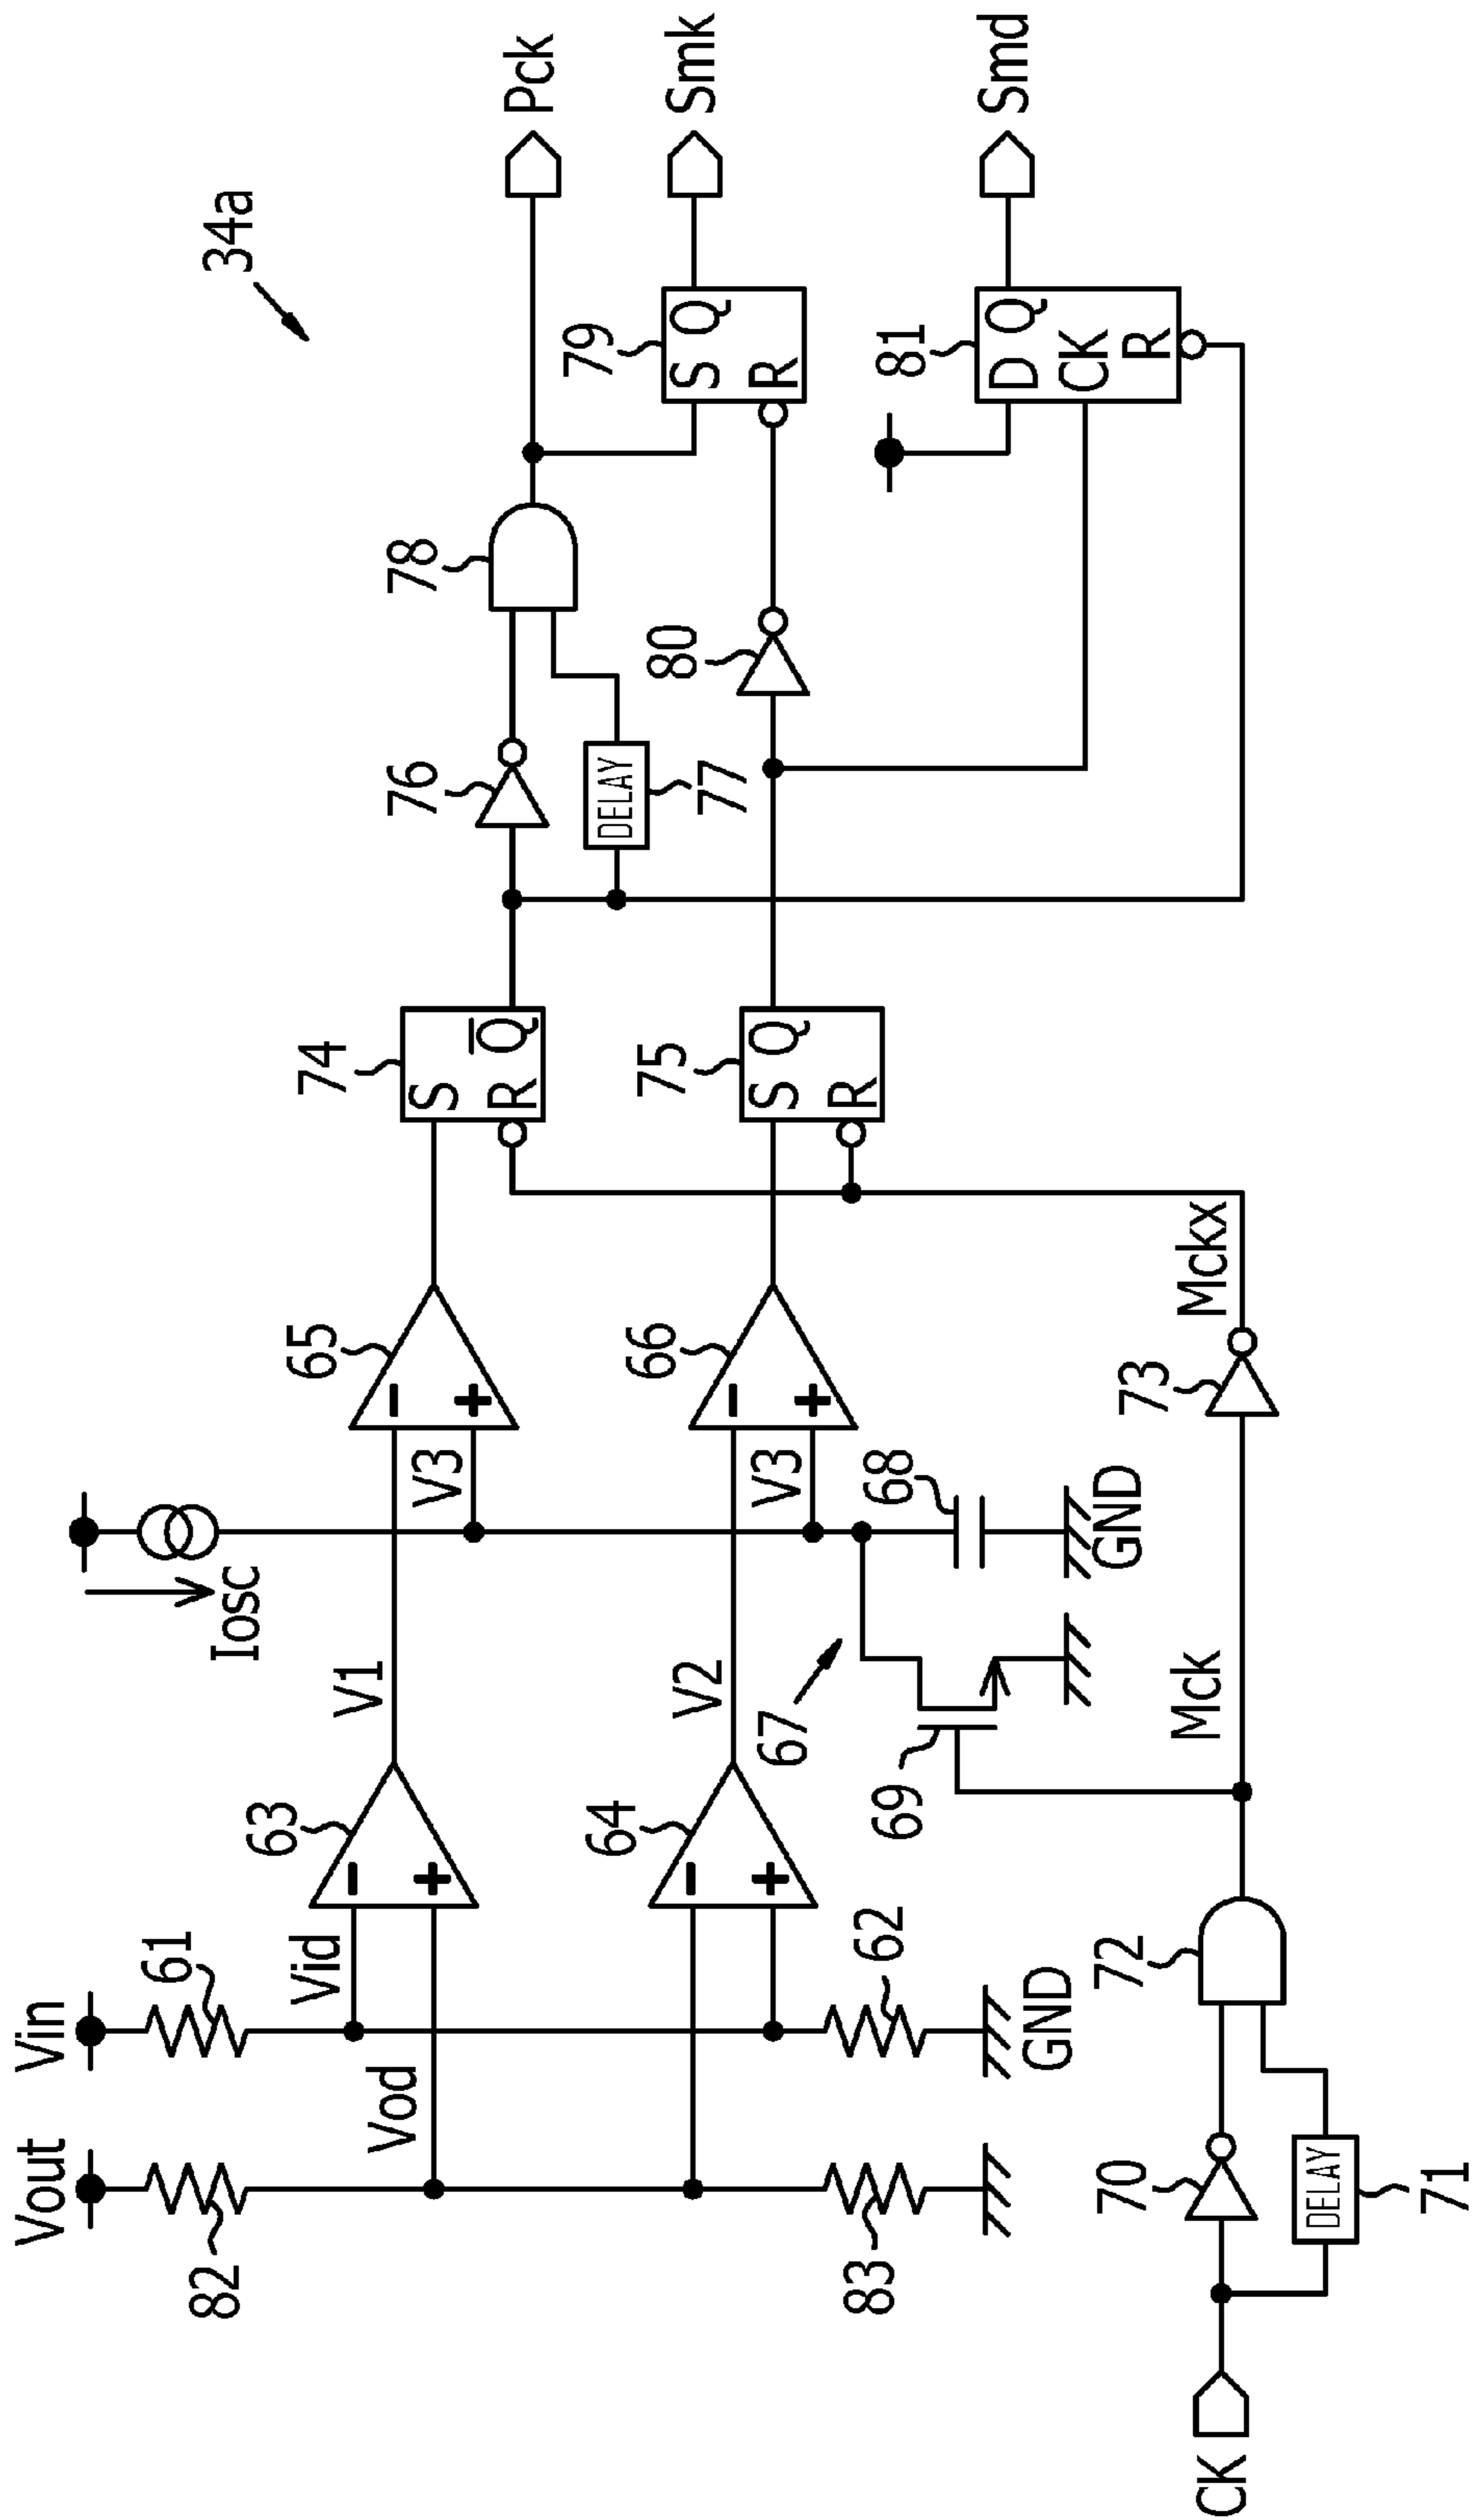 34a
Vout
Vin
Iosc
82
61
Vod
Vid
63
-
+
V1
V3
65
-
+
74
S
Q
R
76
DELAY
77
78
Pck
79
S Q
R
Smk
64
-
+
V2
V3
66
-
+
75
S Q
R
80
81
D Q
CK
R
Smd
83
62
GND
67
69
68
GND
CK
70
DELAY
71
72
Mck
73
Mckx